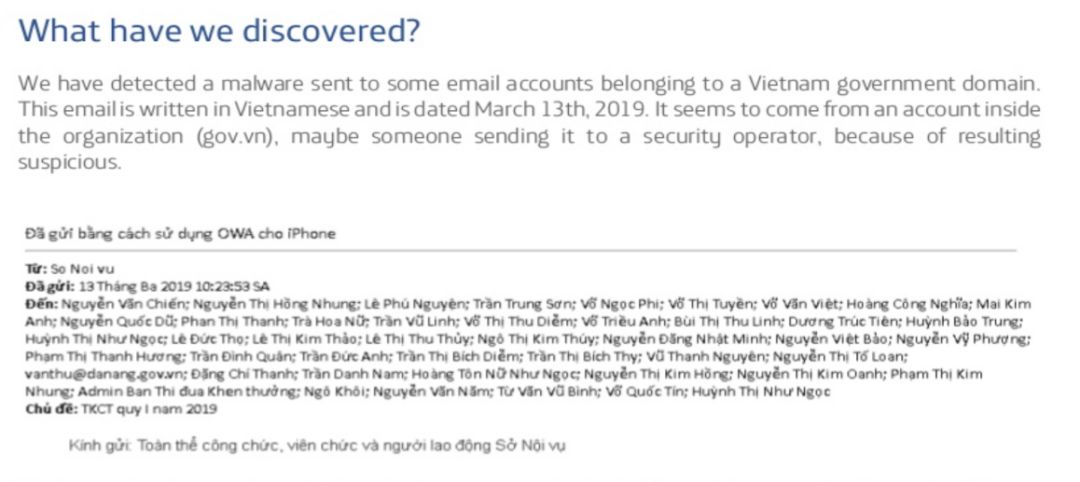 What have we discovered?
We have detected a malware sent to some email accounts belonging to a Vietnam government domain.
This email is written in Vietnamese and is dated March 13th, 2019. It seems to come from an account inside
the organization (gov.vn), maybe someone sending it to a security operator, because of resulting
suspicious.
Đã gửi bằng cách sử dụng OWA cho iPhone
Từ: So Noi vu
Đã gửi: 13 Tháng Ba 2019 10:23:53 SA
Đến: Nguyễn Văn Chiến; Nguyễn Thị Hồng Nhung; Lê Phú Nguyện; Trần Trung Sơn; Võ Ngọc Phi; Võ Thị Tuyền; Võ Văn Việt; Hoàng Công Nghĩa; Mai Kim
Anh; Nguyễn Quốc Dũ; Phan Thị Thanh; Trà Hoa Nữ; Trần Vũ Linh; Võ Thị Thu Diễm; Võ Triều Anh; Bùi Thị Thu Linh; Dương Trúc Tiên; Huỳnh Bảo Trung;
Huỳnh Thị Như Ngọc; Lê Đức Thọ; Lê Thị Kim Thảo; Lê Thị Thu Thủy; Ngô Thị Kim Thúy; Nguyễn Đăng Nhật Minh; Nguyễn Việt Bảo; Nguyễn Vỹ Phượng;
Phạm Thị Thanh Hương; Trần Đình Quân; Trần Đức Anh; Trần Thị Bích Diễm; Trần Thị Bích Thy; Vũ Thanh Nguyên; Nguyễn Thị Tố Loan;
vanthu@danang.gov.vn; Đặng Chí Thanh; Trần Danh Nam; Hoàng Tôn Nữ Như Ngọc; Nguyễn Thị Kim Hồng; Nguyễn Thị Kim Oanh; Phạm Thị Kim
Nhung; Admin Ban Thi đua Khen thưởng; Ngô Khôi; Nguyễn Văn Năm; Từ Văn Vũ Bình; Võ Quốc Tín; Huỳnh Thị Như Ngọc
Chủ đề: TKCT quy I nam 2019
Kính gửi: Toàn thể công chức, viên chức và người lao động Sở Nội vụ